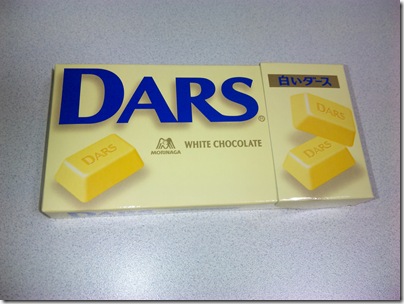 DARS®
白いダース
DARS
DARS
DARS
MORINAGA
WHITE CHOCOLATE